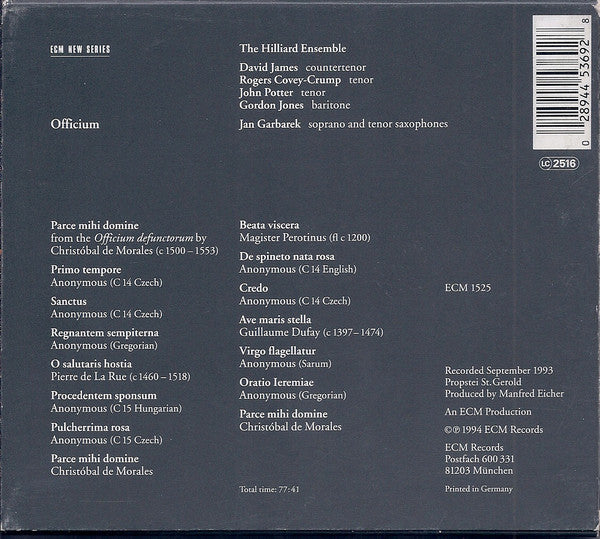 ECM NEW SERIES
Officium
The Hilliard Ensemble
David James countertenor
Rogers Covey-Crump tenor
John Potter tenor
Gordon Jones baritone
Jan Garbarek soprano and tenor saxophones
0 28944 53692 8
LC 2516
Parce mihi domine
from the Officium defunctorum by
Christóbal de Morales (c 1500–1553)
Primo tempore
Anonymous (C 14 Czech)
Sanctus
Anonymous (C 14 Czech)
Regnantem sempiterna
Anonymous (Gregorian)
O salutaris hostia
Pierre de La Rue (c 1460–1518)
Procedentem sponsum
Anonymous (C 15 Hungarian)
Pulcherrima rosa
Anonymous (C 15 Czech)
Parce mihi domine
Christóbal de Morales
Beata viscera
Magister Perotinus (fl c 1200)
De spineto nata rosa
Anonymous (C 14 English)
Credo
Anonymous (C 14 Czech)
Ave maris stella
Guillaume Dufay (c 1397–1474)
Virgo flagellatur
Anonymous (Sarum)
Oratio Ieremiae
Anonymous (Gregorian)
Parce mihi domine
Christóbal de Morales
Total time: 77:41
ECM 1525
Recorded September 1993
Propstei St. Gerold
Produced by Manfred Eicher
An ECM Production
©℗ 1994 ECM Records
ECM Records
Postfach 600 331
81203 München
Printed in Germany